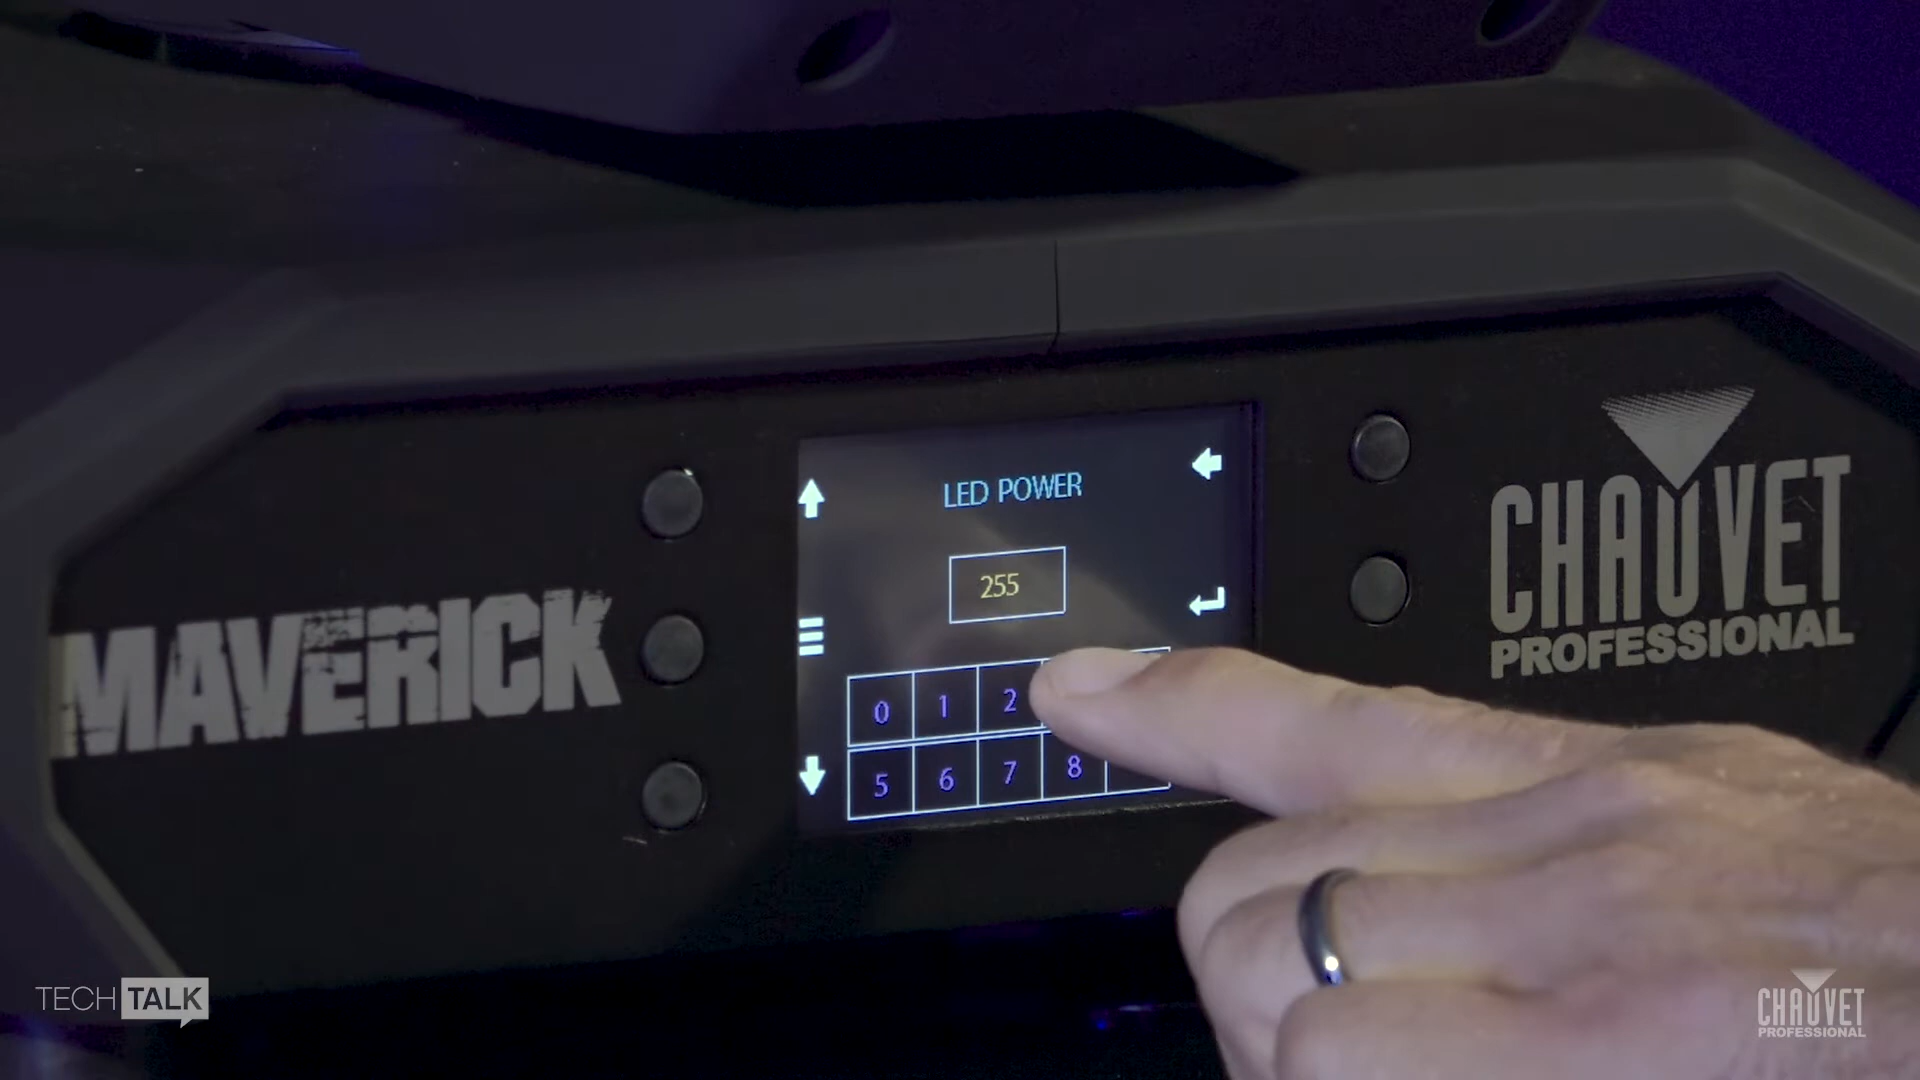 LED POWER
255
0 1 2
5 6 7 8
MAVERICK
CHAUVET
PROFESSIONAL
TECH TALK
CHAUVET
PROFESSIONAL